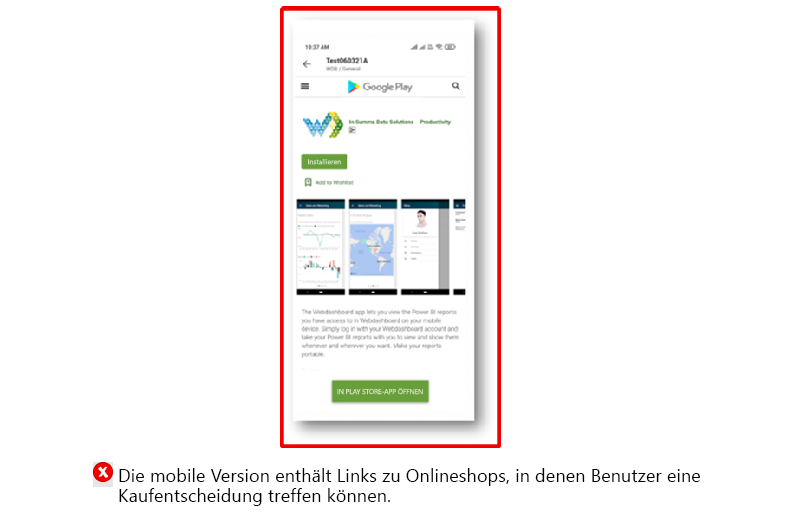 10:37 AM
Test060321A
WDB / General
Google Play
In Summa Data Solutions Productivity
Installieren
Add to Wishlist
The Webdashboard app lets you view the Power BI reports
you have access to in Webdashboard on your mobile
device. Simply log in with your Webdashboard account and
take your Power BI reports with you to view and show them
whenever and wherever you want. Make your reports
portable.
IN PLAY STORE-APP ÖFFNEN
Die mobile Version enthält Links zu Onlineshops, in denen Benutzer eine
Kaufentscheidung treffen können.